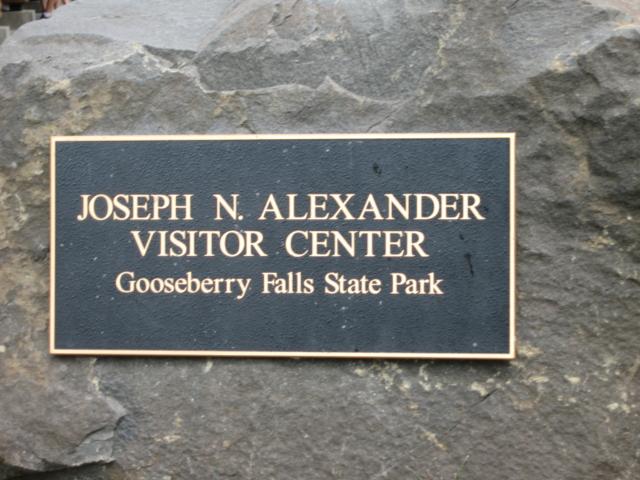 JOSEPH N. ALEXANDER
VISITOR CENTER
Gooseberry Falls State Park